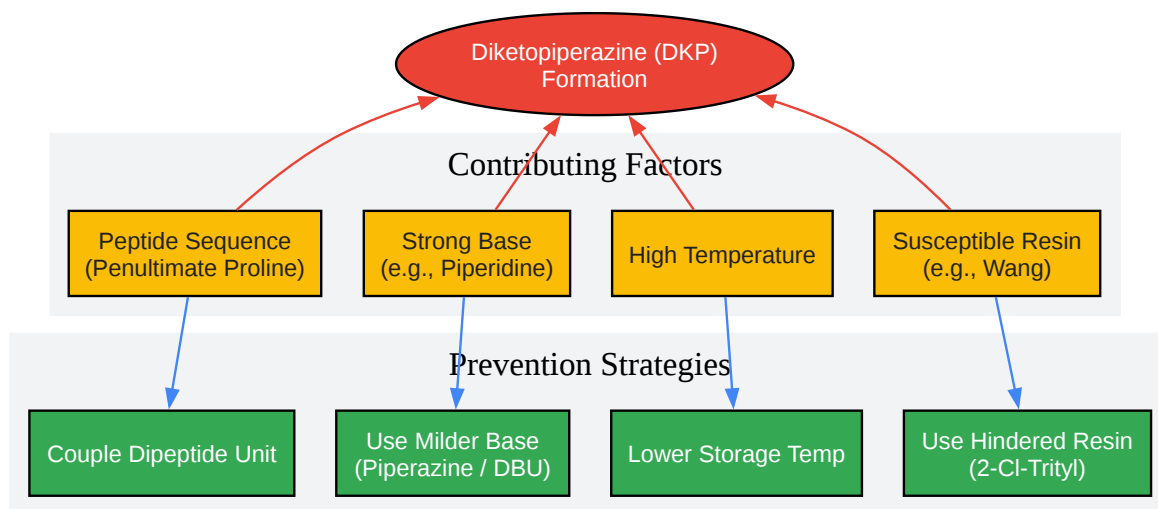 Diketopiperazine (DKP)
Formation
Contributing Factors
Peptide Sequence
(Penultimate Proline)
Strong Base
(e.g., Piperidine)
High Temperature
Susceptible Resin
(e.g., Wang)
Prevention Strategies
Couple Dipeptide Unit
Use Milder Base
(Piperazine / DBU)
Lower Storage Temp
Use Hindered Resin
(2-Cl-Trityl)